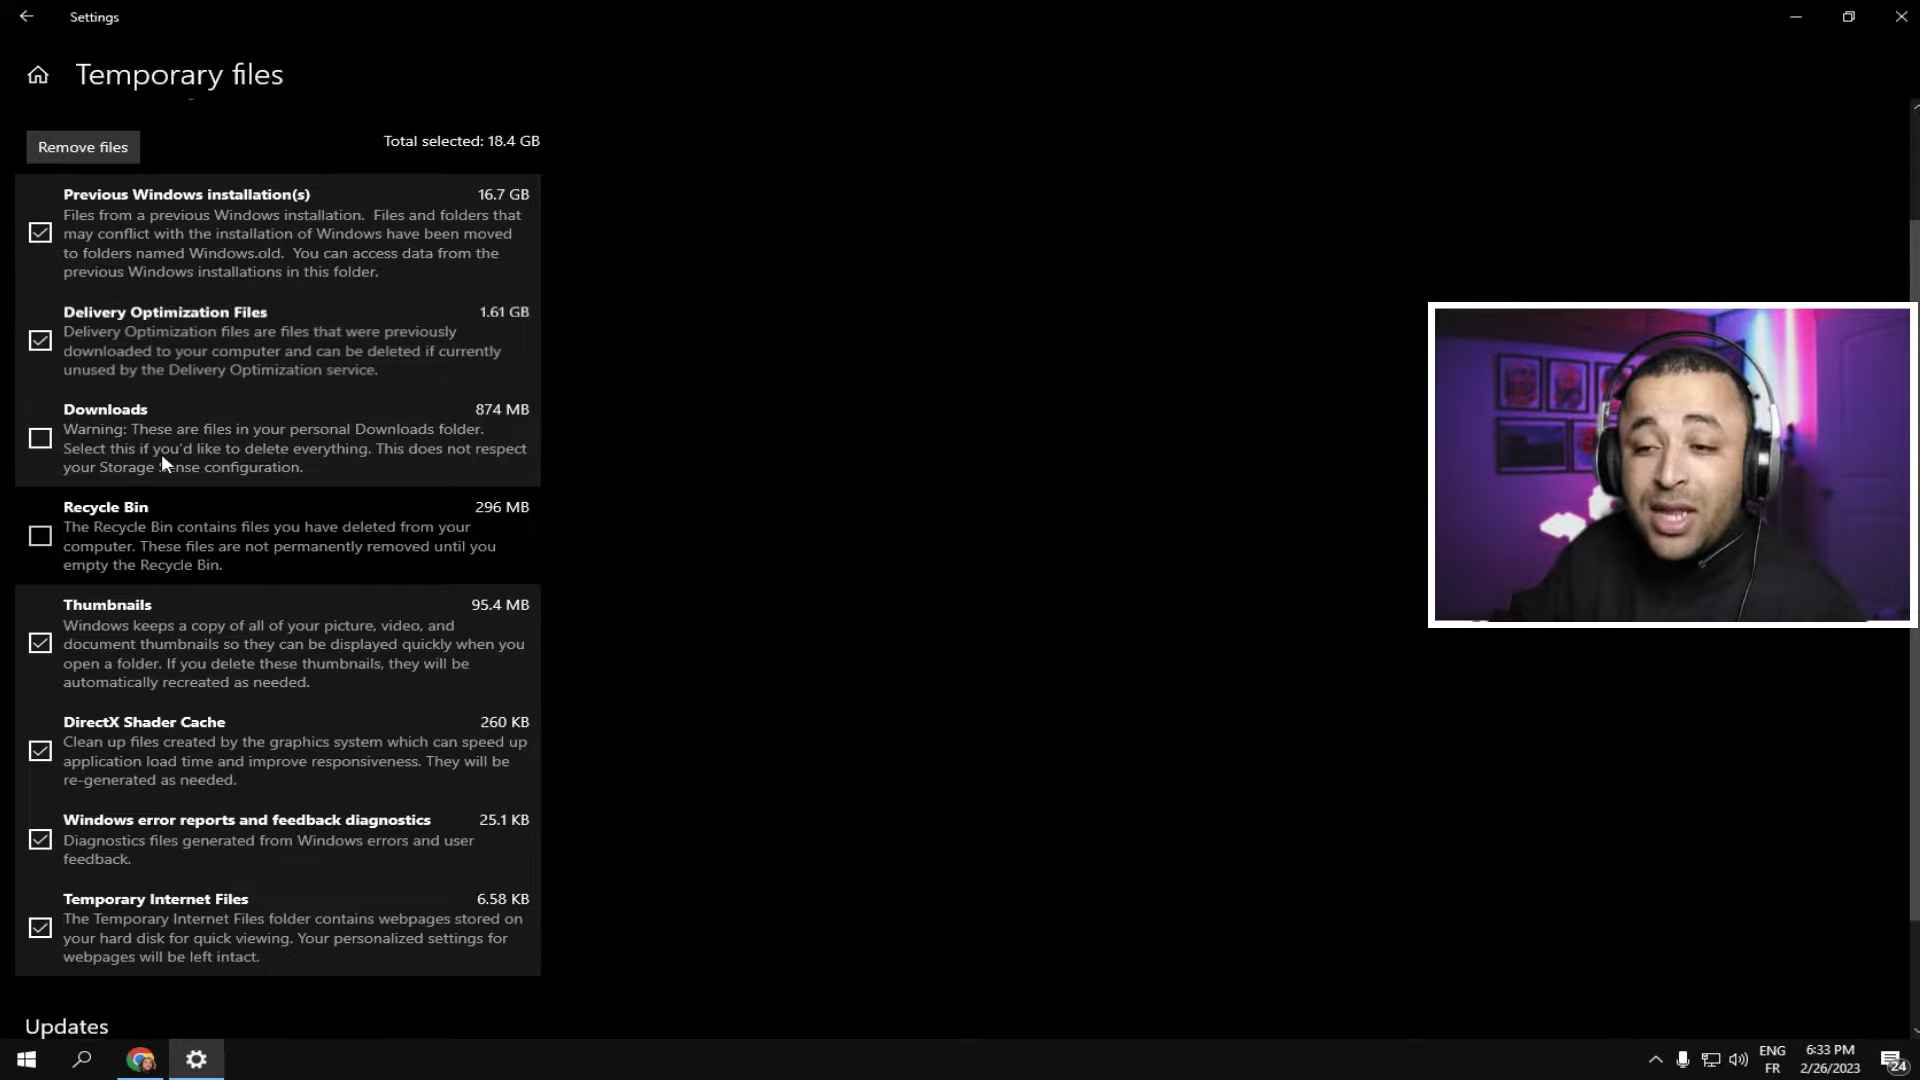 Settings
Temporary files
Remove files
Total selected: 18.4 GB
Previous Windows installation(s) 16.7 GB
Files from a previous Windows installation. Files and folders that
may conflict with the installation of Windows have been moved
to folders named Windows.old. You can access data from the
previous Windows installations in this folder.
Delivery Optimization Files 1.61 GB
Delivery Optimization files are files that were previously
downloaded to your computer and can be deleted if currently
unused by the Delivery Optimization service.
Downloads 874 MB
Warning: These are files in your personal Downloads folder.
Select this if you'd like to delete everything. This does not respect
your Storage Sense configuration.
Recycle Bin 296 MB
The Recycle Bin contains files you have deleted from your
computer. These files are not permanently removed until you
empty the Recycle Bin.
Thumbnails 95.4 MB
Windows keeps a copy of all of your picture, video, and
document thumbnails so they can be displayed quickly when you
open a folder. If you delete these thumbnails, they will be
automatically recreated as needed.
DirectX Shader Cache 260 KB
Clean up files created by the graphics system which can speed up
application load time and improve responsiveness. They will be
re-generated as needed.
Windows error reports and feedback diagnostics 25.1 KB
Diagnostics files generated from Windows errors and user
feedback.
Temporary Internet Files 6.58 KB
The Temporary Internet Files folder contains webpages stored on
your hard disk for quick viewing. Your personalized settings for
webpages will be left intact.
Updates
ENG
FR
6:33 PM
2/26/2023
24